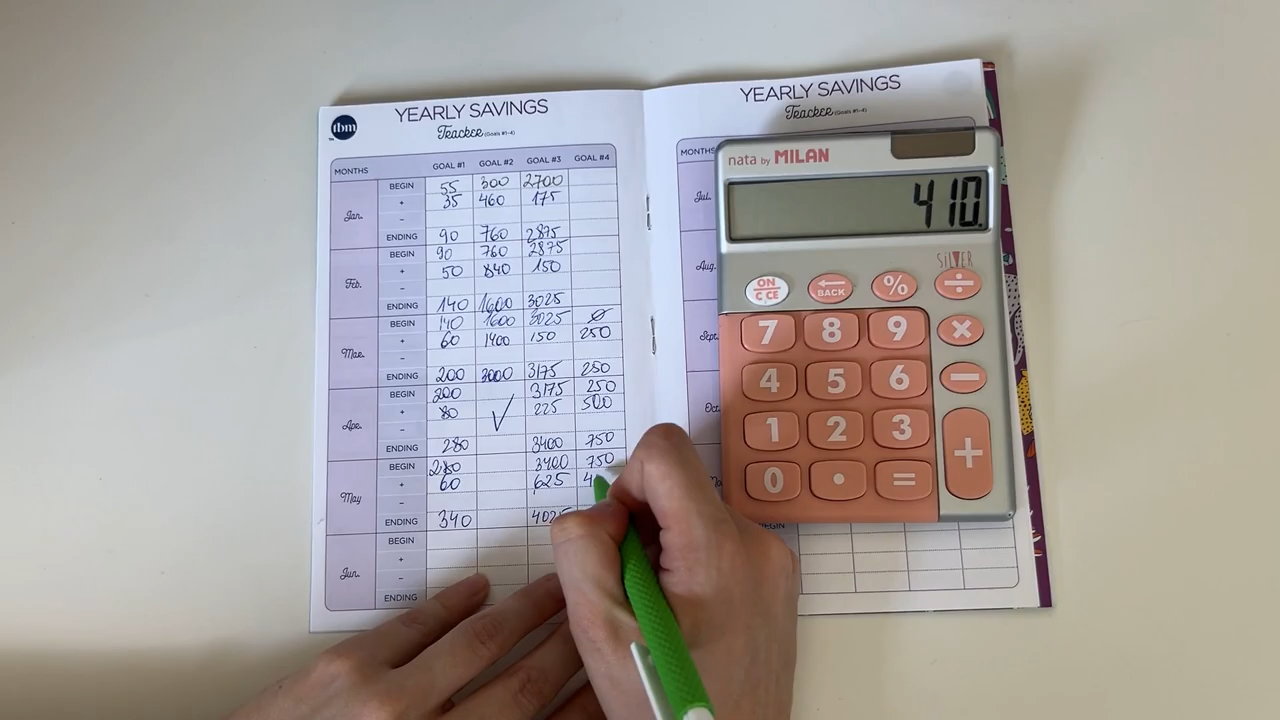 YEARLY SAVINGS
Tracker (Goals #1-4)
tbm
MONTHS GOAL #1 GOAL #2 GOAL #3 GOAL #4
Jan.
BEGIN 55 300 2700
+ 35 460 175
-
ENDING 90 760 2875
Feb.
BEGIN 90 760 2875
+ 50 840 150
-
ENDING 140 1600 3025
Mar.
BEGIN 140 1600 3025 0
+ 60 1400 150 250
-
ENDING 200 3000 3175 250
Apr.
BEGIN 200 3175 250
+ 80 ✓ 225 500
-
ENDING 280 3400 750
May
BEGIN 280 3400 750
+ 60 625 4
-
ENDING 340 4025
Jun.
BEGIN
+
-
ENDING
YEARLY SAVINGS
Tracker (Goals #1-4)
MONTHS
Jul.
Aug.
Sept.
Oct.
BEGIN
nata by MILAN
410.
SILVER
ON/C CE ←BACK % ÷
7 8 9 ×
4 5 6 −
1 2 3 +
0 . =